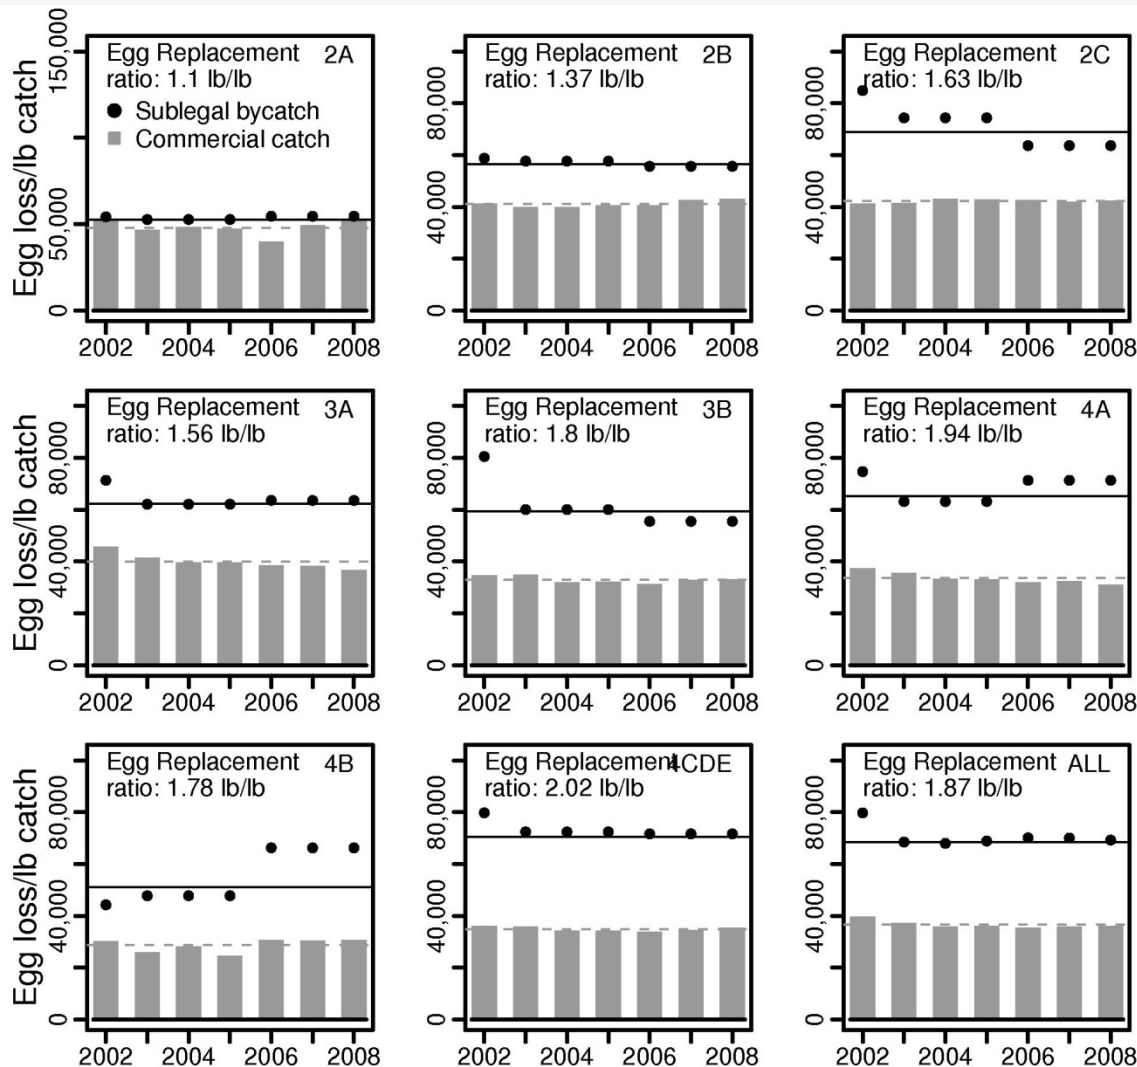 Egg Replacement 2A
ratio: 1.1 lb/lb
Sublegal bycatch
Commercial catch
Egg loss/lb catch
150,000
50,000
0
2002 2004 2006 2008
Egg Replacement 2B
ratio: 1.37 lb/lb
80,000
40,000
0
2002 2004 2006 2008
Egg Replacement 2C
ratio: 1.63 lb/lb
80,000
40,000
0
2002 2004 2006 2008
Egg Replacement 3A
ratio: 1.56 lb/lb
Egg loss/lb catch
80,000
40,000
0
2002 2004 2006 2008
Egg Replacement 3B
ratio: 1.8 lb/lb
80,000
40,000
0
2002 2004 2006 2008
Egg Replacement 4A
ratio: 1.94 lb/lb
80,000
40,000
0
2002 2004 2006 2008
Egg Replacement 4B
ratio: 1.78 lb/lb
Egg loss/lb catch
80,000
40,000
0
2002 2004 2006 2008
Egg Replacement 4CDE
ratio: 2.02 lb/lb
80,000
40,000
0
2002 2004 2006 2008
Egg Replacement ALL
ratio: 1.87 lb/lb
80,000
40,000
0
2002 2004 2006 2008